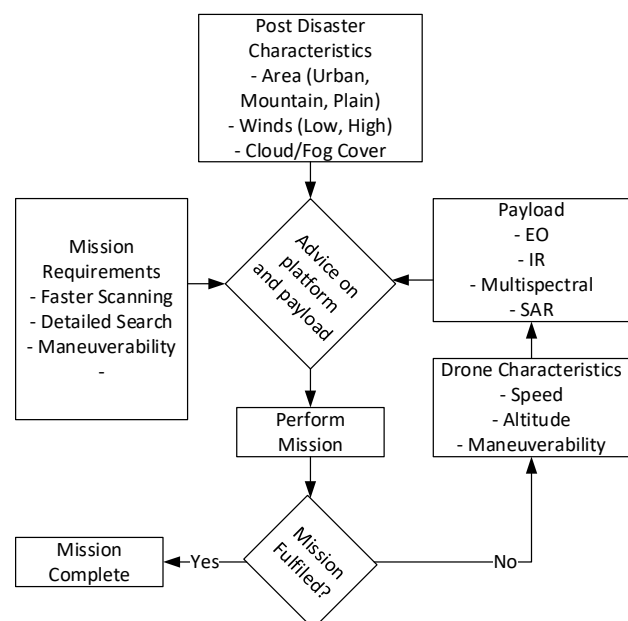 Post Disaster
Characteristics
- Area (Urban,
Mountain, Plain)
- Winds (Low, High)
- Cloud/Fog Cover
Mission
Requirements
- Faster Scanning
- Detailed Search
- Maneuverability
-
Advice on
platform
and payload
Payload
- EO
- IR
- Multispectral
- SAR
Drone Characteristics
- Speed
- Altitude
- Maneuverability
Perform
Mission
Mission
Fulfiled?
Yes
No
Mission
Complete